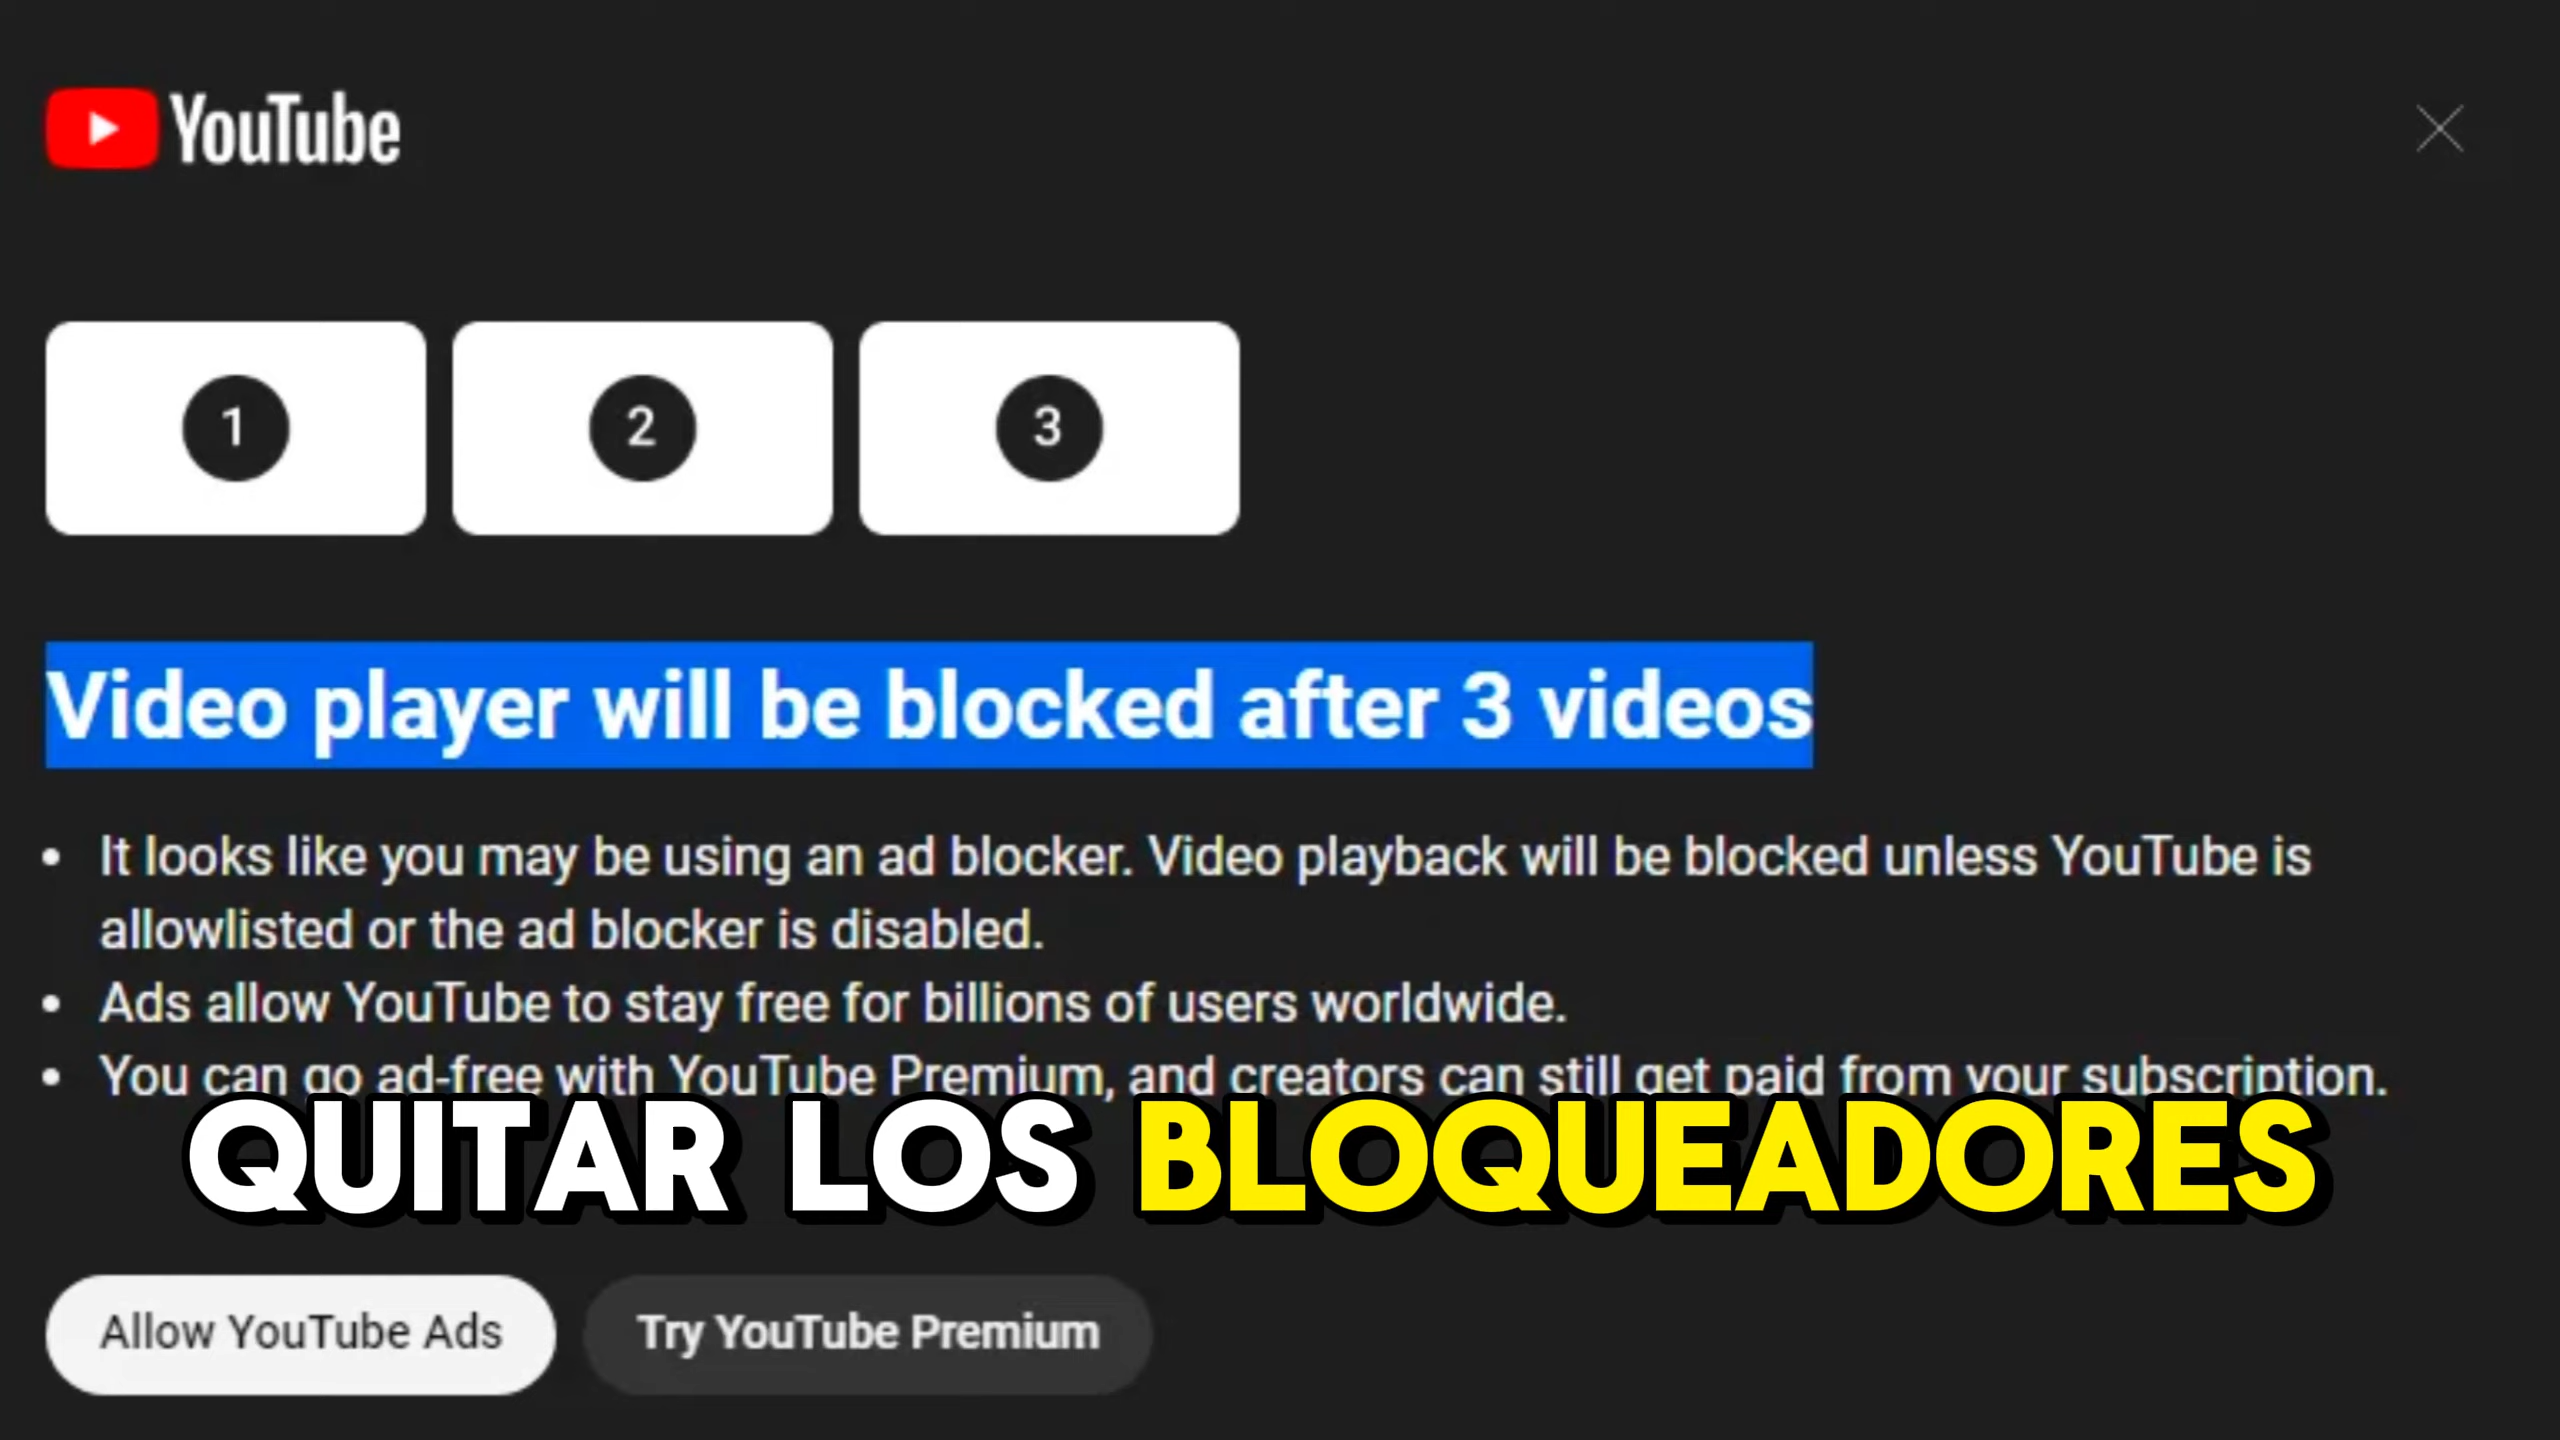 YouTube
1 2 3
Video player will be blocked after 3 videos
• It looks like you may be using an ad blocker. Video playback will be blocked unless YouTube is
allowlisted or the ad blocker is disabled.
• Ads allow YouTube to stay free for billions of users worldwide.
• You can go ad-free with YouTube Premium, and creators can still get paid from your subscription.
QUITAR LOS BLOQUEADORES
Allow YouTube Ads Try YouTube Premium